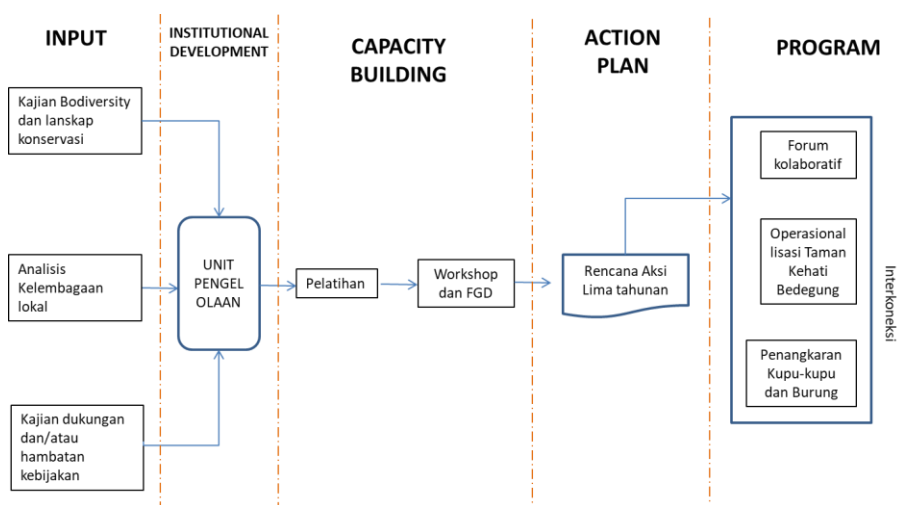 INPUT
INSTITUTIONAL
DEVELOPMENT
CAPACITY
BUILDING
ACTION
PLAN
PROGRAM
Kajian Bodiversity
dan lanskap
konservasi
Analisis
Kelembagaan
lokal
Kajian dukungan
dan/atau
hambatan
kebijakan
UNIT
PENGEL
OLAAN
Pelatihan
Workshop
dan FGD
Rencana Aksi
Lima tahunan
Forum
kolaboratif
Operasional
lisasi Taman
Kehati
Bedegung
Penangkaran
Kupu-kupu
dan Burung
Interkoneksi